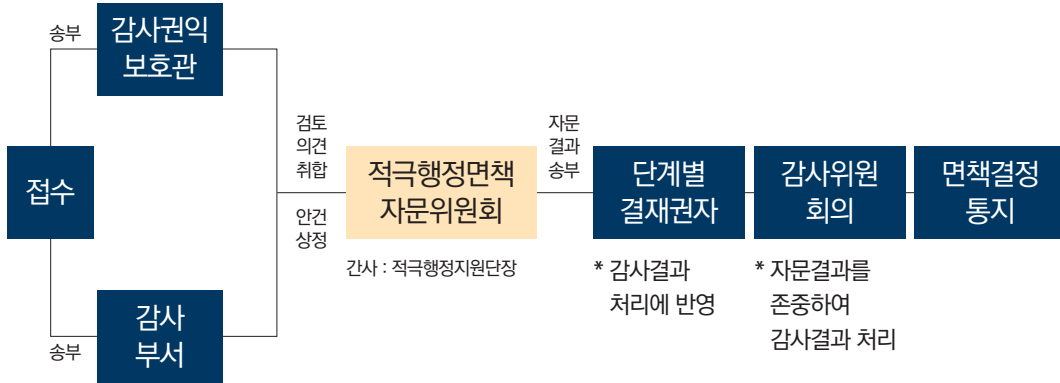 송부
감사권익
보호관
접수
송부
감사
부서
검토
의견
취합
안건
상정
적극행정면책
자문위원회
간사 : 적극행정지원단장
자문
결과
송부
단계별
결재권자
* 감사결과
처리에 반영
감사위원
회의
* 자문결과를
존중하여
감사결과 처리
면책결정
통지